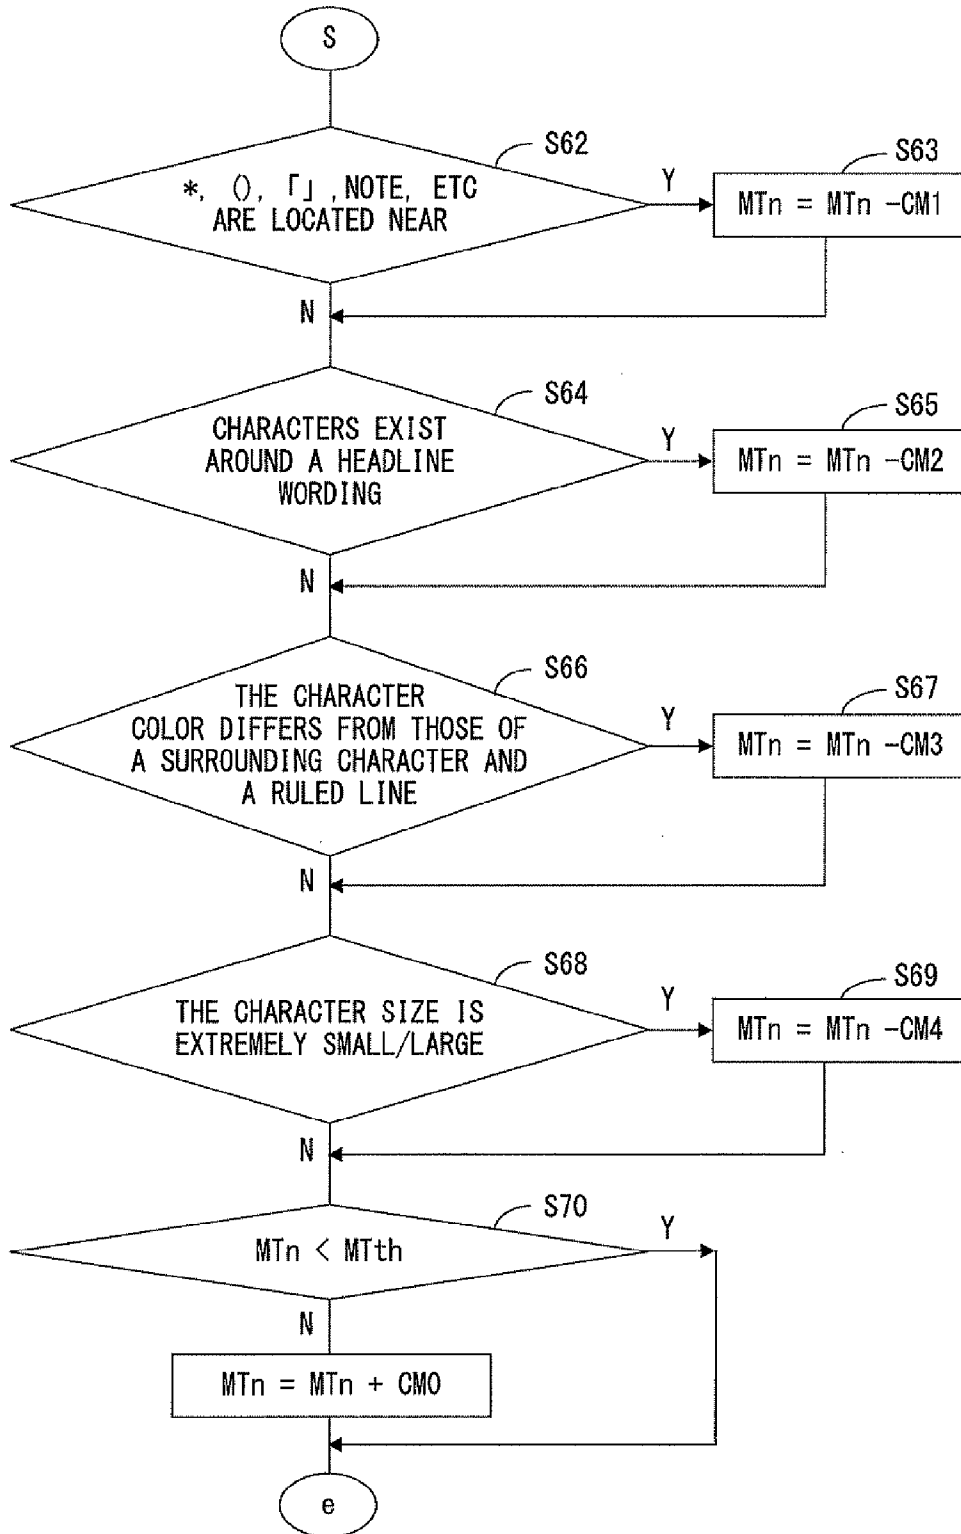 S
S62
*, (), 「」,NOTE, ETC
ARE LOCATED NEAR
Y
S63
MTn = MTn -CM1
N
S64
CHARACTERS EXIST
AROUND A HEADLINE
WORDING
Y
S65
MTn = MTn -CM2
N
S66
THE CHARACTER
COLOR DIFFERS FROM THOSE OF
A SURROUNDING CHARACTER AND
A RULED LINE
Y
S67
MTn = MTn -CM3
N
S68
THE CHARACTER SIZE IS
EXTREMELY SMALL/LARGE
Y
S69
MTn = MTn -CM4
N
S70
MTn < MTth
Y
N
MTn = MTn + CM0
e